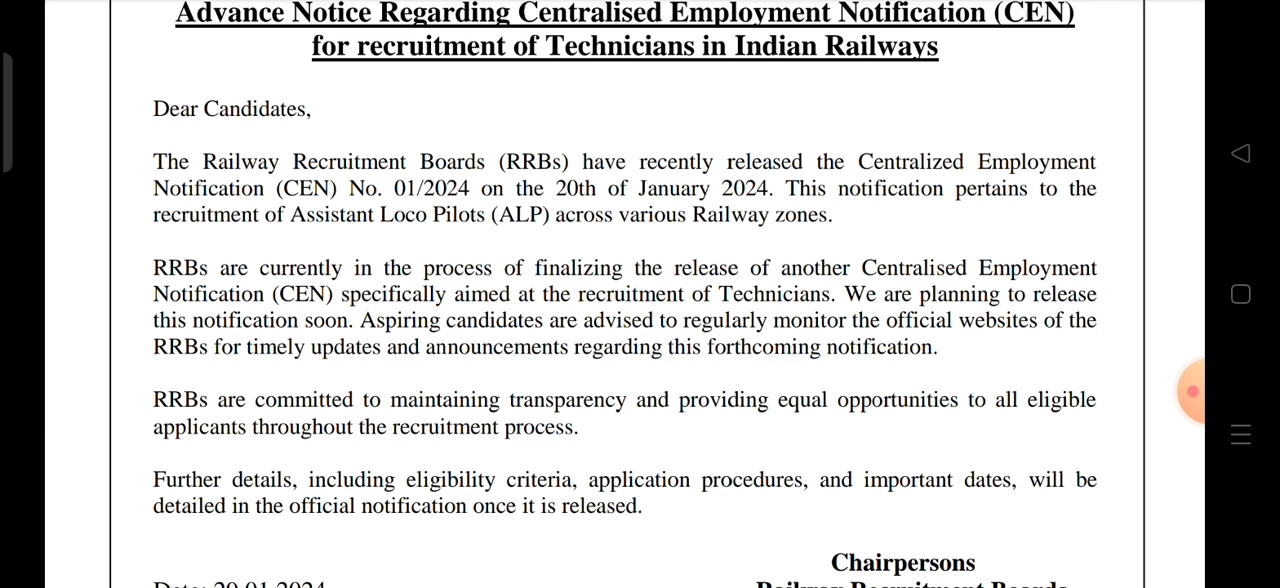 Advance Notice Regarding Centralised Employment Notification (CEN)
for recruitment of Technicians in Indian Railways
Dear Candidates,
The Railway Recruitment Boards (RRBs) have recently released the Centralized Employment
Notification (CEN) No. 01/2024 on the 20th of January 2024. This notification pertains to the
recruitment of Assistant Loco Pilots (ALP) across various Railway zones.
RRBs are currently in the process of finalizing the release of another Centralised Employment
Notification (CEN) specifically aimed at the recruitment of Technicians. We are planning to release
this notification soon. Aspiring candidates are advised to regularly monitor the official websites of the
RRBs for timely updates and announcements regarding this forthcoming notification.
RRBs are committed to maintaining transparency and providing equal opportunities to all eligible
applicants throughout the recruitment process.
Further details, including eligibility criteria, application procedures, and important dates, will be
detailed in the official notification once it is released.
Chairpersons
Date: 29.01.2024
Railway Recruitment Boards